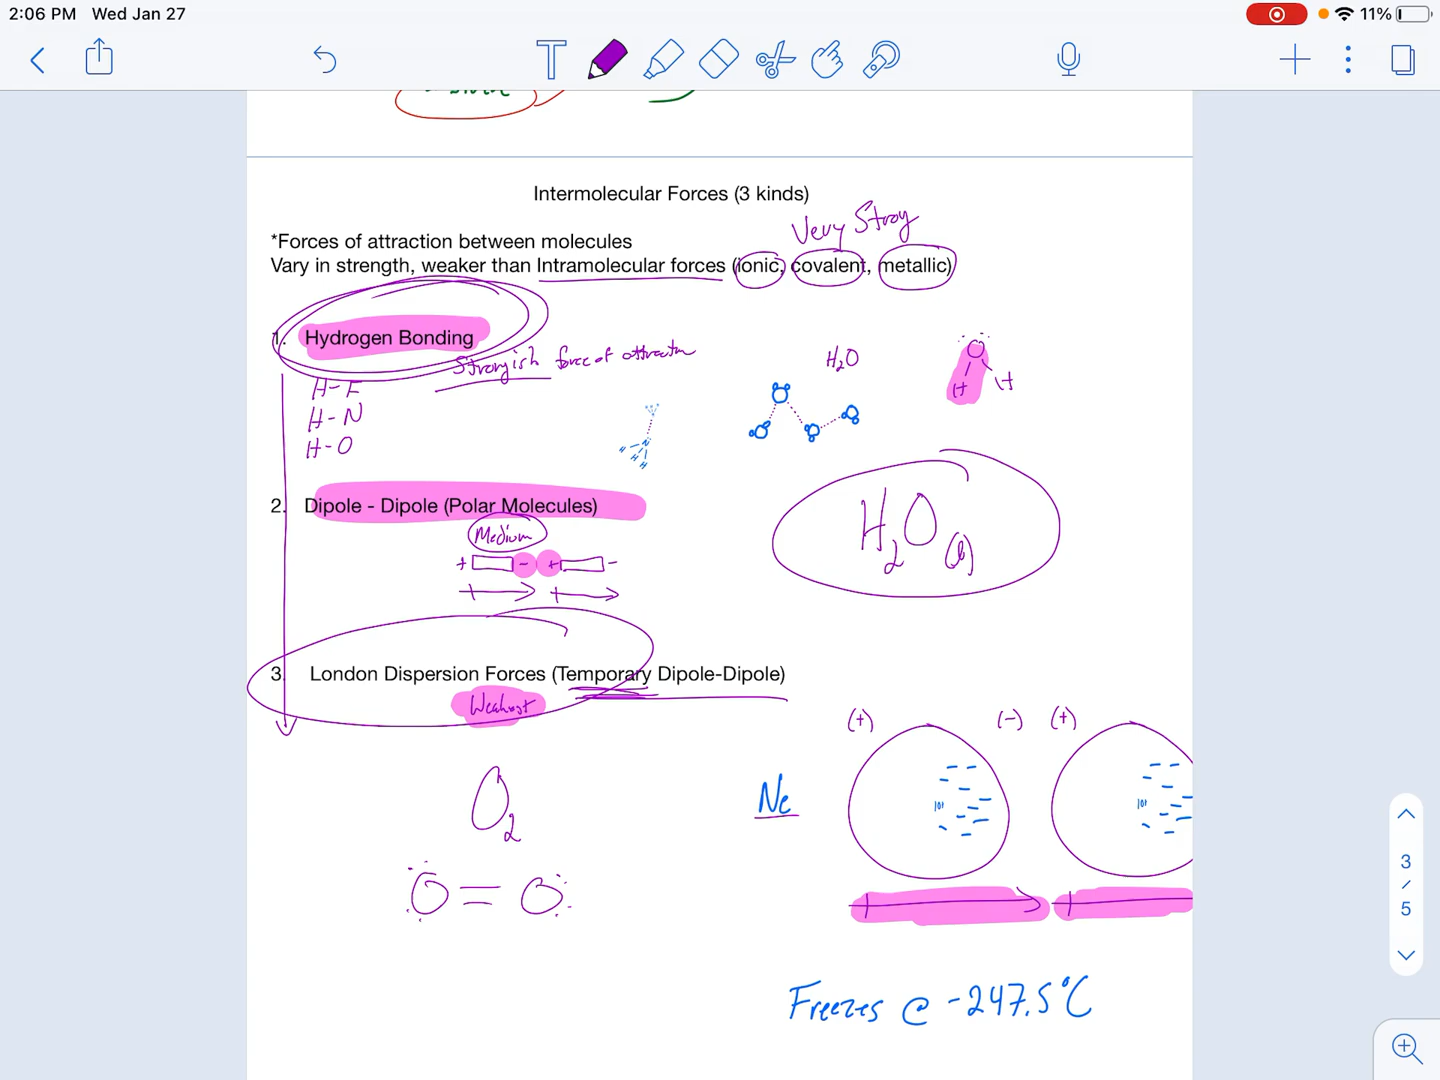 2:06 PM Wed Jan 27
11%
T
Intermolecular Forces (3 kinds)
Very Strong
*Forces of attraction between molecules
Vary in strength, weaker than Intramolecular forces (ionic, covalent, metallic)
1. Hydrogen Bonding
Strongish force of attraction
H2O
O
H H
H-F
H-N
H-O
N
H H H
2. Dipole - Dipole (Polar Molecules)
Medium
+ - + -
H2O (l)
3. London Dispersion Forces (Temporary Dipole-Dipole)
Weakest
(+) (-) (+)
O2
Ne
O=O
Freezes @ -247.5°C
3
/
5